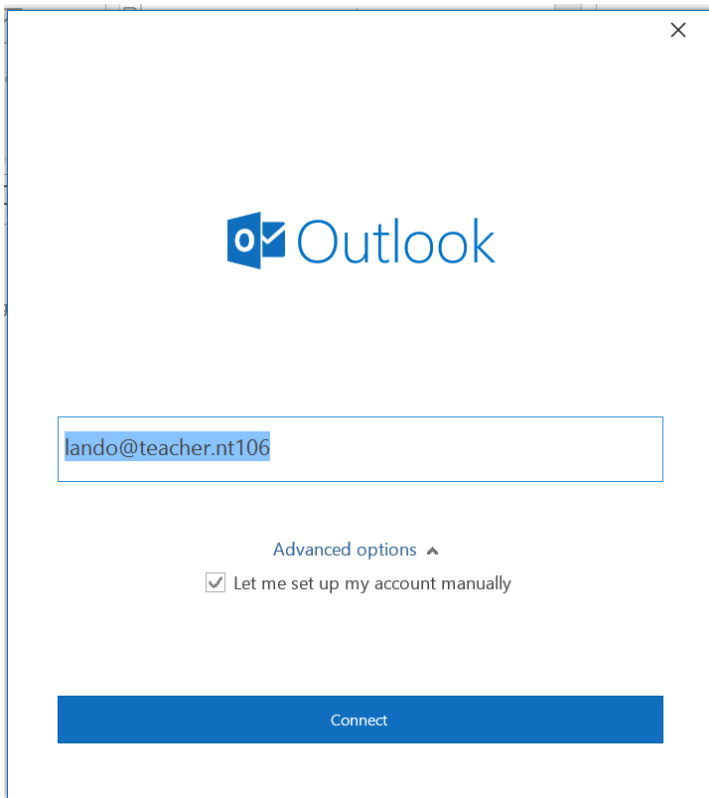 Outlook
lando@teacher.nt106
Advanced options
Let me set up my account manually
Connect